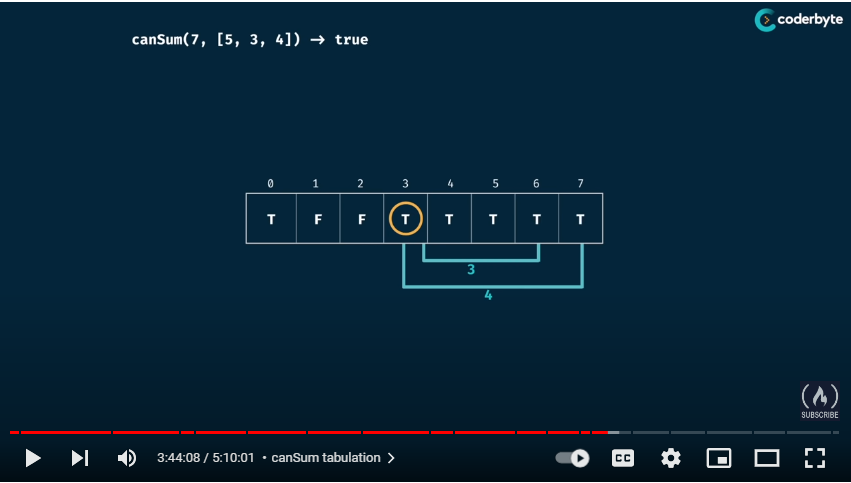 coderbyte
canSum(7, [5, 3, 4]) → true
0 1 2 3 4 5 6 7
T F F T T T T T
3
4
SUBSCRIBE
3:44:08 / 5:10:01 • canSum tabulation >
CC